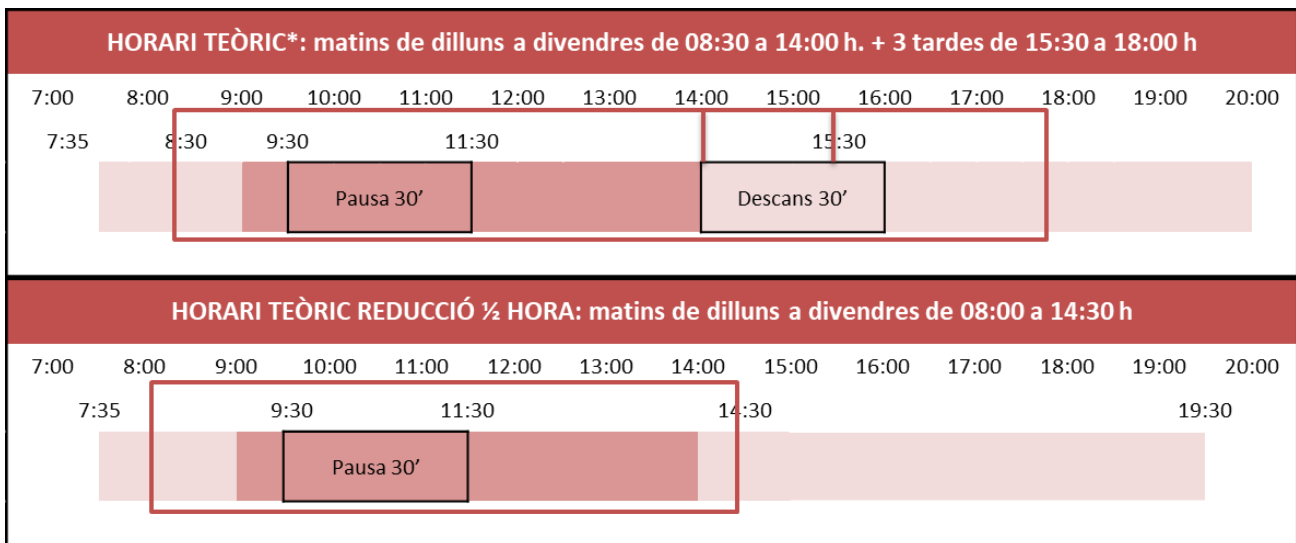 HORARI TEÒRIC*: matins de dilluns a divendres de 08:30 a 14:00 h. + 3 tardes de 15:30 a 18:00 h
7:00 8:00 9:00 10:00 11:00 12:00 13:00 14:00 15:00 16:00 17:00 18:00 19:00 20:00
7:35 8:30 9:30 11:30 15:30
Pausa 30’ Descans 30’
HORARI TEÒRIC REDUCCIÓ ½ HORA: matins de dilluns a divendres de 08:00 a 14:30 h
7:00 8:00 9:00 10:00 11:00 12:00 13:00 14:00 15:00 16:00 17:00 18:00 19:00 20:00
7:35 9:30 11:30 14:30 19:30
Pausa 30’